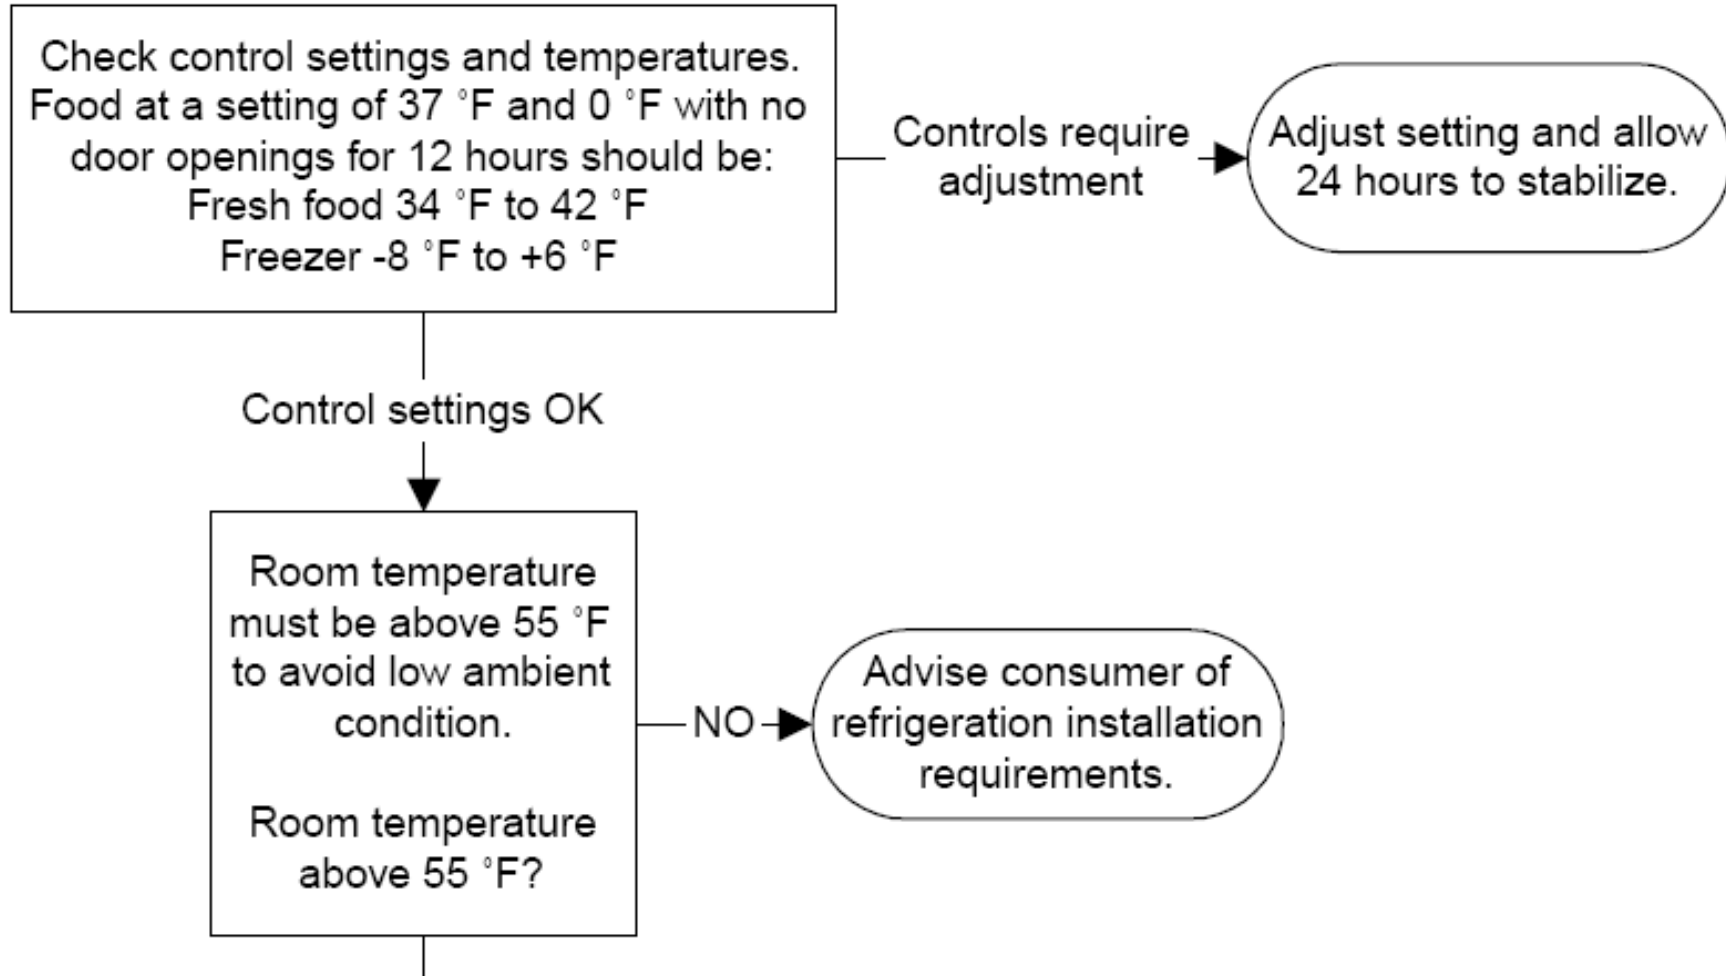 Check control settings and temperatures.
Food at a setting of 37 °F and 0 °F with no
door openings for 12 hours should be:
Fresh food 34 °F to 42 °F
Freezer -8 °F to +6 °F
Controls require
adjustment
Adjust setting and allow
24 hours to stabilize.
Control settings OK
Room temperature
must be above 55 °F
to avoid low ambient
condition.
Room temperature
above 55 °F?
NO
Advise consumer of
refrigeration installation
requirements.